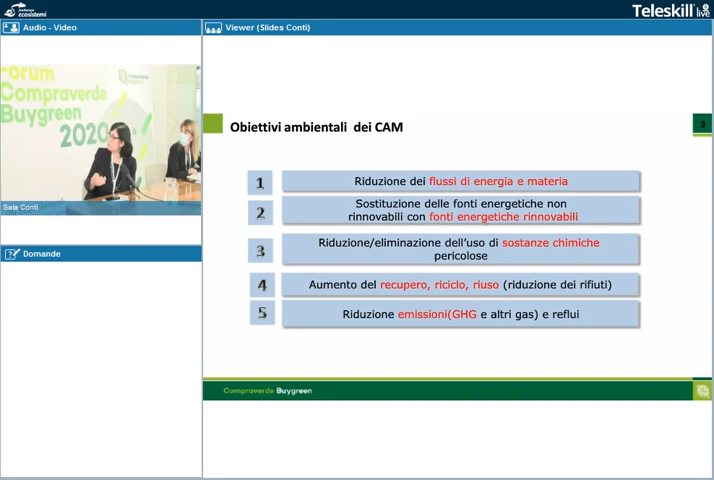 fondazione
ecosistemi
Teleskill live
Audio - Video
Viewer (Slides Conti)
Forum
Compraverde
Buygreen
2020
Sala Conti
Domande
Obiettivi ambientali dei CAM
3
1 Riduzione dei flussi di energia e materia
2 Sostituzione delle fonti energetiche non
rinnovabili con fonti energetiche rinnovabili
3 Riduzione/eliminazione dell'uso di sostanze chimiche
pericolose
4 Aumento del recupero, riciclo, riuso (riduzione dei rifiuti)
5 Riduzione emissioni(GHG e altri gas) e reflui
Compraverde Buygreen